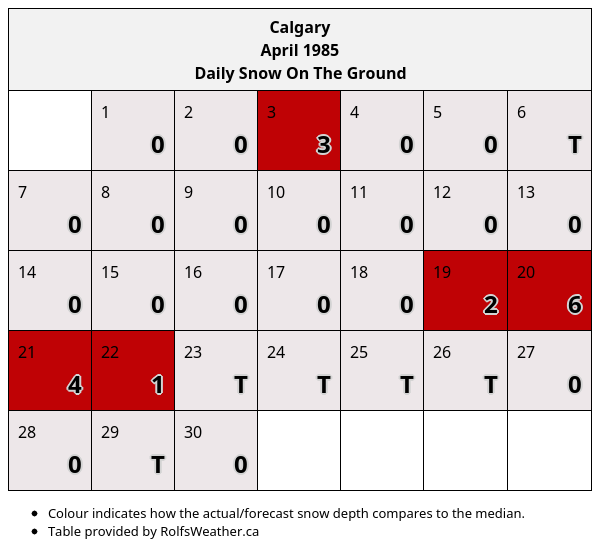 Calgary
April 1985
Daily Snow On The Ground
1 2 3 4 5 6
0 0 3 0 0 T
7 8 9 10 11 12 13
0 0 0 0 0 0 0
14 15 16 17 18 19 20
0 0 0 0 0 2 6
21 22 23 24 25 26 27
4 1 T T T T 0
28 29 30
0 T 0
• Colour indicates how the actual/forecast snow depth compares to the median.
• Table provided by RolfsWeather.ca